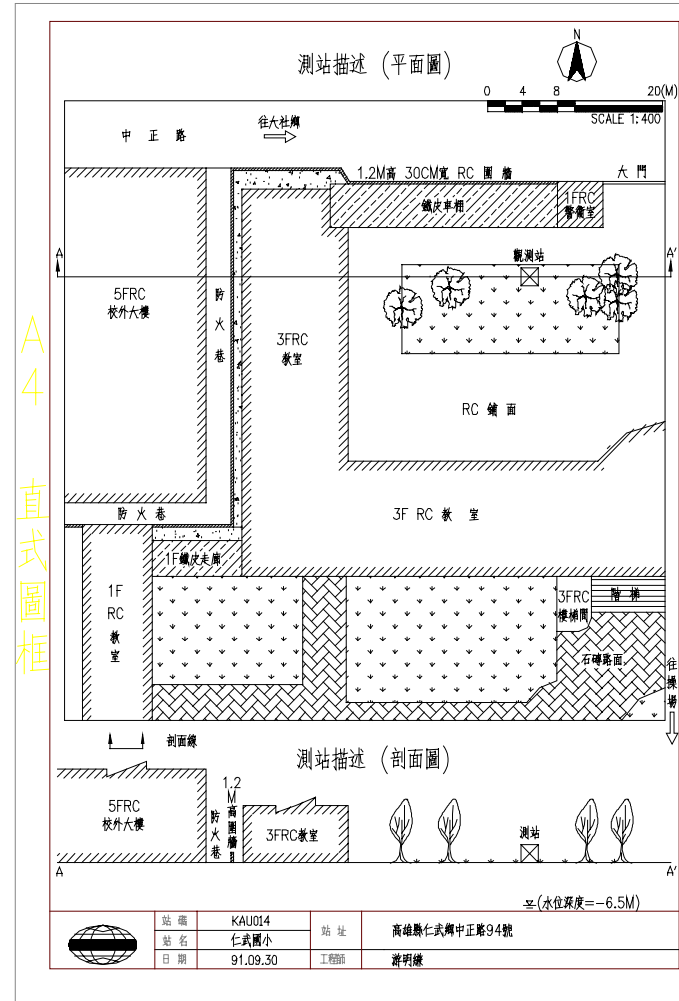 測站描述 (平面圖)
N
0 4 8 20(M)
SCALE 1:400
中正路
往大社鄉
1.2M高 30CM寬 RC 圍牆
大門
鐵皮車棚
1FRC
警衛室
觀測站
A
A'
5FRC
校外大樓
防火巷
3FRC
教室
RC 鋪面
A4 直式圖框
防火巷
3F RC 教室
1F鐵皮走廊
1F
RC
教室
3FRC
樓梯間
階梯
石磚路面
往操場
剖面線
測站描述 (剖面圖)
5FRC
校外大樓
防火巷
1.2M高圍牆
3FRC教室
測站
A
A'
(水位深度=-6.5M)
站碼 KAU014
站址 高雄縣仁武鄉中正路94號
站名 仁武國小
日期 91.09.30
工程師 游明謙